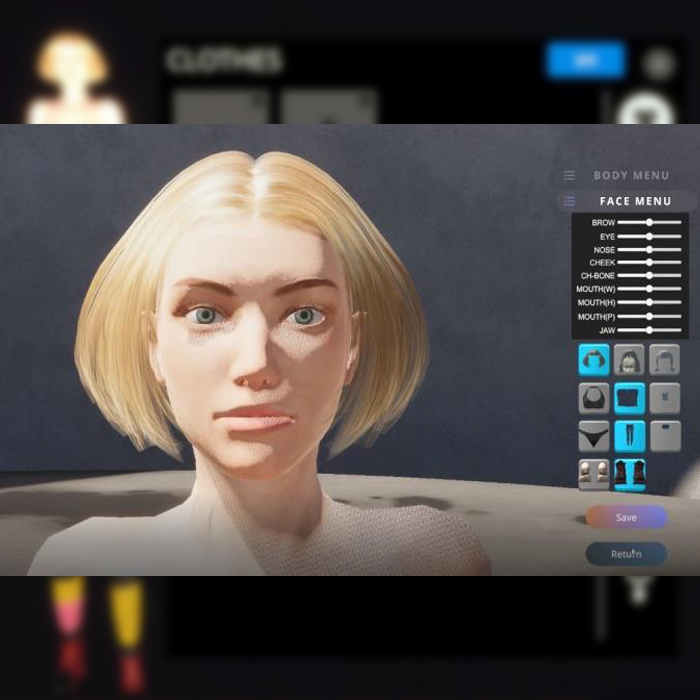 CLOTHES
BODY MENU
FACE MENU
BROW
EYE
NOSE
CHEEK
CH-BONE
MOUTH(W)
MOUTH(H)
MOUTH(P)
JAW
Save
Return